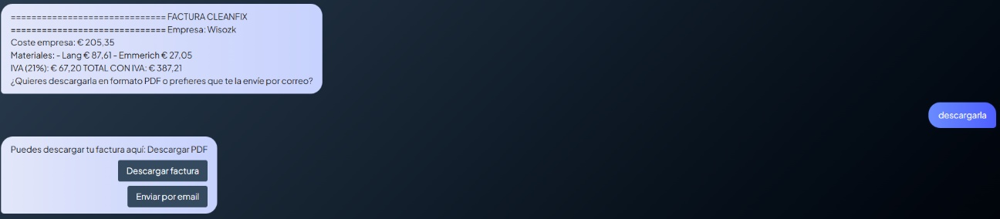 ============================== FACTURA CLEANFIX
============================== Empresa: Wisozk
Coste empresa: € 205,35
Materiales: - Lang € 87,61 - Emmerich € 27,05
IVA (21%): € 67,20 TOTAL CON IVA: € 387,21
¿Quieres descargarla en formato PDF o prefieres que te la envíe por correo?
descargarla
Puedes descargar tu factura aquí: Descargar PDF
Descargar factura
Enviar por email